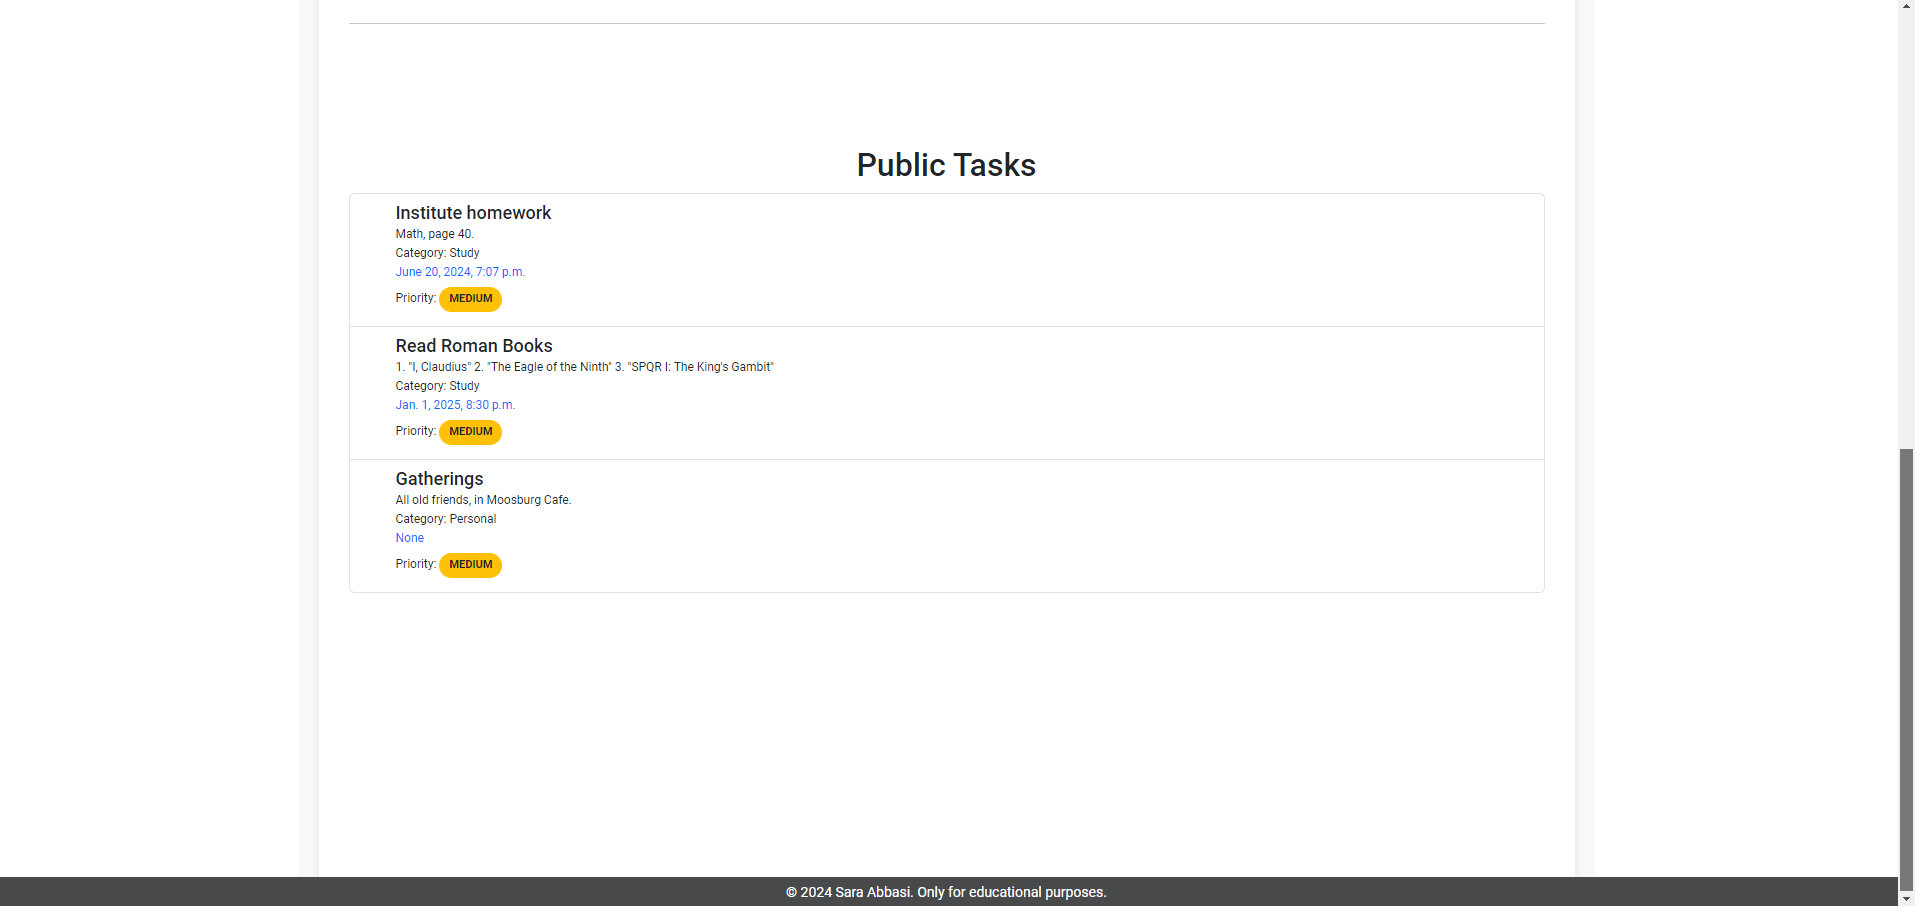 Public Tasks
Institute homework
Math, page 40.
Category: Study
June 20, 2024, 7:07 p.m.
Priority: MEDIUM
Read Roman Books
1. "I, Claudius" 2. "The Eagle of the Ninth" 3. "SPQR I: The King's Gambit"
Category: Study
Jan. 1, 2025, 8:30 p.m.
Priority: MEDIUM
Gatherings
All old friends, in Moosburg Cafe.
Category: Personal
None
Priority: MEDIUM
© 2024 Sara Abbasi. Only for educational purposes.